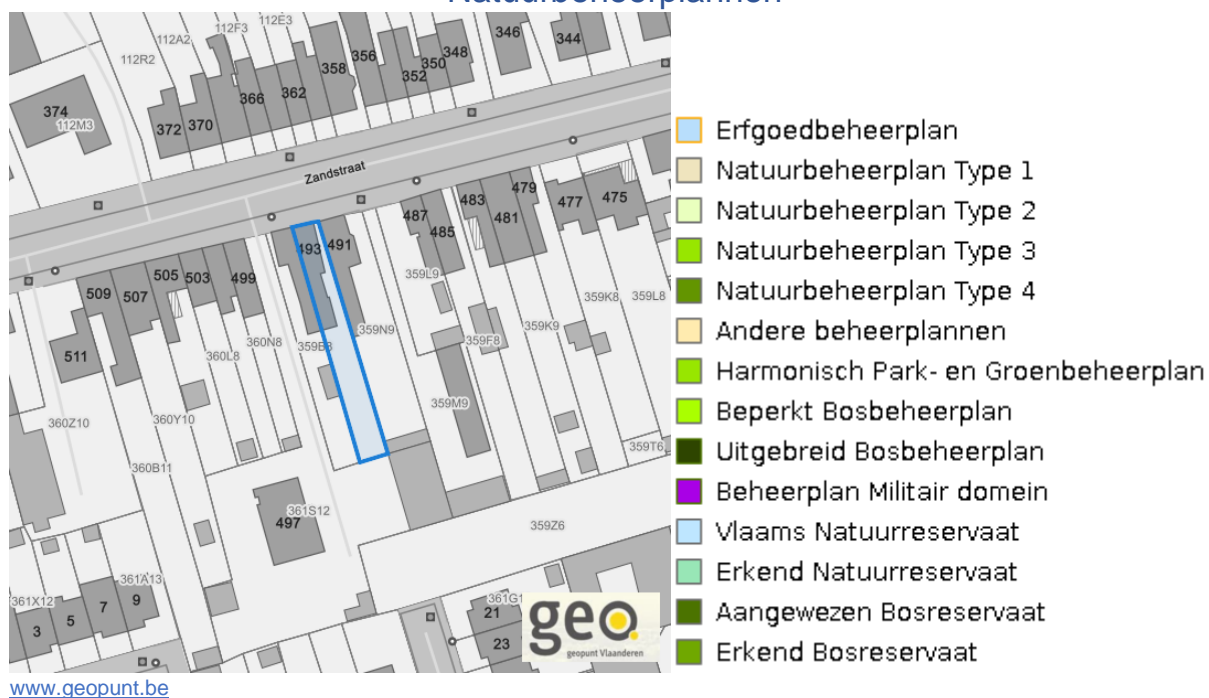 Natuurbeheerplannen
112E3
112F3
112A2
112R2
346
344
348
350
352
356
358
362
366
370
372
374
112M3
Zandstraat
479
483
481
477
475
487
485
493
491
359L9
509
507
505
503
499
359K8
359L8
359N9
359K9
359F8
511
360L8
360N8
359B8
359M9
360Z10
360Y10
359T6
360B11
361S12
497
359Z6
361A13
361X12
3
5
7
9
361G1
21
23
geo.
geopunt Vlaanderen
Erfgoedbeheerplan
Natuurbeheerplan Type 1
Natuurbeheerplan Type 2
Natuurbeheerplan Type 3
Natuurbeheerplan Type 4
Andere beheerplannen
Harmonisch Park- en Groenbeheerplan
Beperkt Bosbeheerplan
Uitgebreid Bosbeheerplan
Beheerplan Militair domein
Vlaams Natuurreservaat
Erkend Natuurreservaat
Aangewezen Bosreservaat
Erkend Bosreservaat
www.geopunt.be